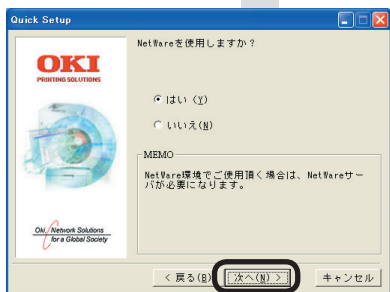 Quick Setup
NetWareを使用しますか？
OKI
PRINTING SOLUTIONS
はい (Y)
いいえ(N)
MEMO
NetWare環境でご使用頂く場合は、NetWareサー
バが必要になります。
Oki, Network Solutions
for a Global Society
< 戻る(B)
次へ(N) >
キャンセル